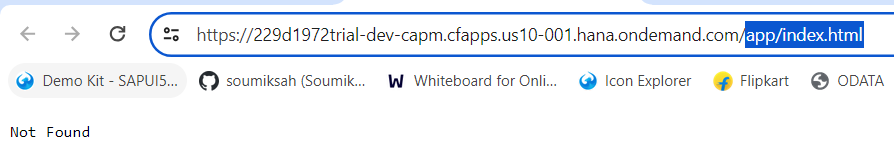 https://229d1972trial-dev-capm.cfapps.us10-001.hana.ondemand.com/app/index.html
Demo Kit - SAPUI5... soumiksah (Soumik... Whiteboard for Onli... Icon Explorer Flipkart ODATA
Not Found